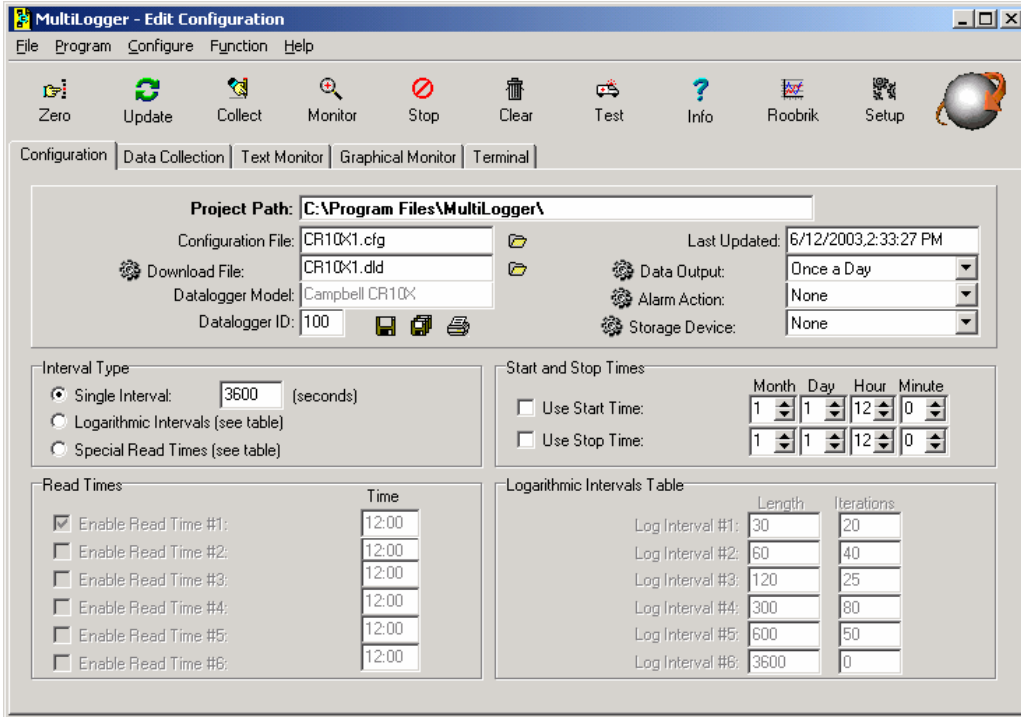 MultiLogger - Edit Configuration
File Program Configure Function Help
Zero Update Collect Monitor Stop Clear Test Info Roobrik Setup
Configuration Data Collection Text Monitor Graphical Monitor Terminal
Project Path: C:\Program Files\MultiLogger\
Configuration File: CR10X1.cfg Last Updated: 6/12/2003,2:33:27 PM
Download File: CR10X1.dld Data Output: Once a Day
Datalogger Model: Campbell CR10X Alarm Action: None
Datalogger ID: 100 Storage Device: None
Interval Type
Single Interval: 3600 (seconds)
Logarithmic Intervals (see table)
Special Read Times (see table)
Start and Stop Times
Month Day Hour Minute
Use Start Time: 1 1 12 0
Use Stop Time: 1 1 12 0
Read Times
Time
Enable Read Time #1: 12:00
Enable Read Time #2: 12:00
Enable Read Time #3: 12:00
Enable Read Time #4: 12:00
Enable Read Time #5: 12:00
Enable Read Time #6: 12:00
Logarithmic Intervals Table
Length Iterations
Log Interval #1: 30 20
Log Interval #2: 60 40
Log Interval #3: 120 25
Log Interval #4: 300 80
Log Interval #5: 600 50
Log Interval #6: 3600 0